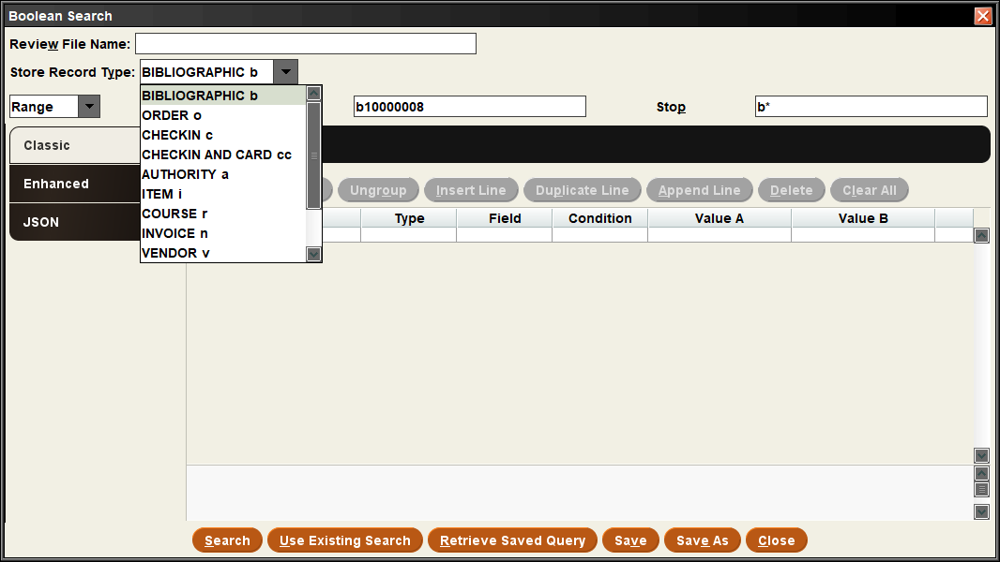 Boolean Search
Review File Name:
Store Record Type: BIBLIOGRAPHIC b
BIBLIOGRAPHIC b
ORDER o
CHECKIN c
CHECKIN AND CARD cc
AUTHORITY a
ITEM i
COURSE r
INVOICE n
VENDOR v
Range b10000008 Stop b*
Classic
Enhanced
JSON
Ungroup Insert Line Duplicate Line Append Line Delete Clear All
Type Field Condition Value A Value B
Search Use Existing Search Retrieve Saved Query Save Save As Close